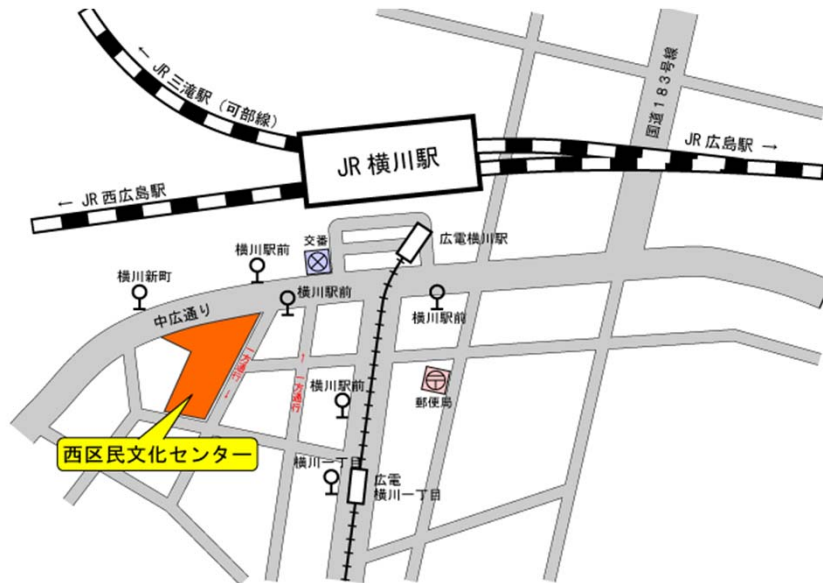 ← JR三滝駅（可部線）
国道183号線
JR 広島駅 →
JR 横川駅
← JR 西広島駅
交番
広電横川駅
横川駅前
横川新町
横川駅前
横川駅前
中広通り
一方通行 →
← 一方通行
横川駅前
郵便局
西区民文化センター
横川一丁目
広電
横川一丁目